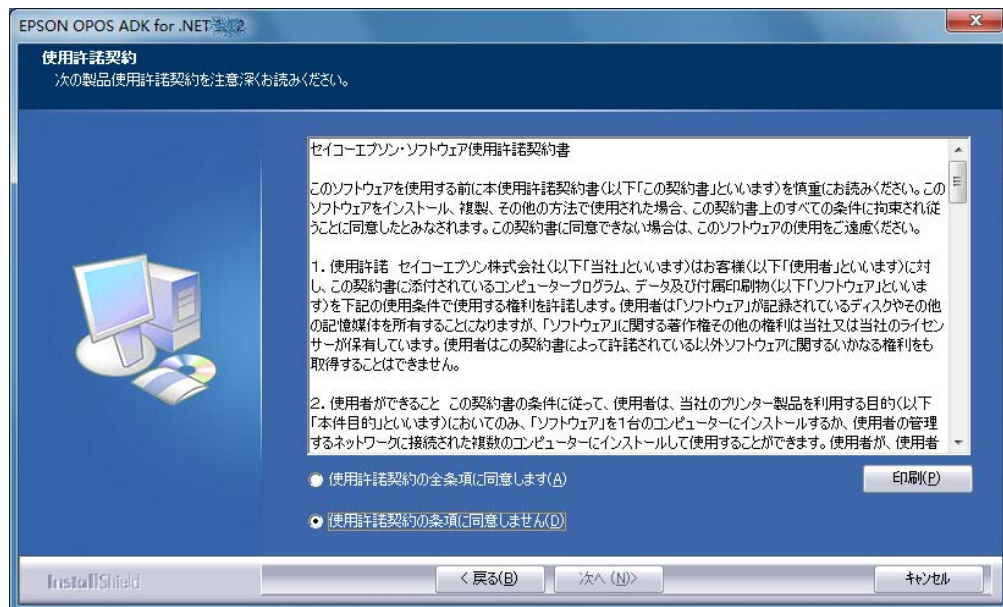 EPSON OPOS ADK for .NET
使用許諾契約
次の製品使用許諾契約を注意深くお読みください。
セイコーエプソン・ソフトウェア使用許諾契約書
このソフトウェアを使用する前に本使用許諾契約書(以下「この契約書」といいます)を慎重にお読みください。この
ソフトウェアをインストール、複製、その他の方法で使用された場合、この契約書上のすべての条件に拘束され従
うことに同意したとみなされます。この契約書に同意できない場合は、このソフトウェアの使用をご遠慮ください。
1. 使用許諾 セイコーエプソン株式会社(以下「当社」といいます)はお客様(以下「使用者」といいます)に対
し、この契約書に添付されているコンピュータープログラム、データ及び付属印刷物(以下「ソフトウェア」といいま
す)を下記の使用条件で使用する権利を許諾します。使用者は「ソフトウェア」が記録されているディスクやその他
の記憶媒体を所有することになりますが、「ソフトウェア」に関する著作権その他の権利は当社又は当社のライセン
サーが保有しています。使用者はこの契約書によって許諾されている以外ソフトウェアに関するいかなる権利をも
取得することはできません。
2. 使用者ができること この契約書の条件に従って、使用者は、当社のプリンター製品を利用する目的(以下
「本件目的」といいます)においてのみ、「ソフトウェア」を1台のコンピューターにインストールするか、使用者の管理
するネットワークに接続された複数のコンピューターにインストールして使用することができます。使用者が、使用者
使用許諾契約の全条項に同意します(A)
印刷(P)
使用許諾契約の条項に同意しません(D)
InstallShield
< 戻る(B)
次へ (N)>
キャンセル